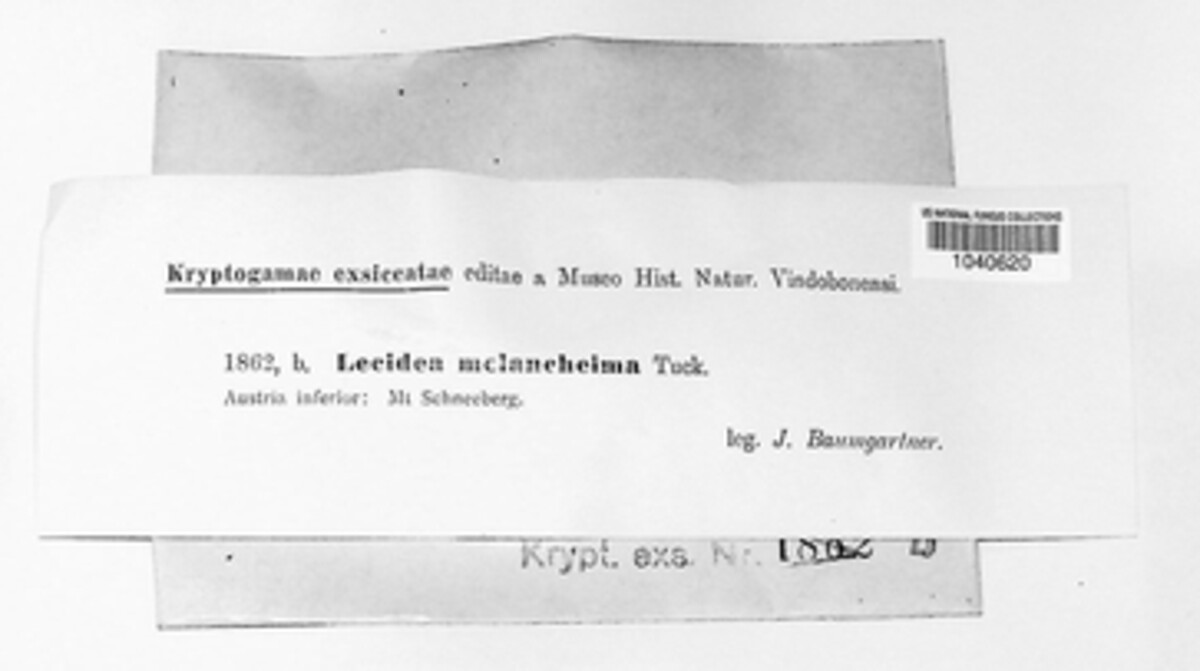 US NATIONAL FUNGUS COLLECTIONS
1040620
Kryptogamae exsiccatae editae a Museo Hist. Natur. Vindobonensi.
1862, b. Lecidea melancheima Tuck.
Austria inferior: Mt Schneeberg.
leg. J. Baumgartner.
Krypt. exs. Nr. 1862 b